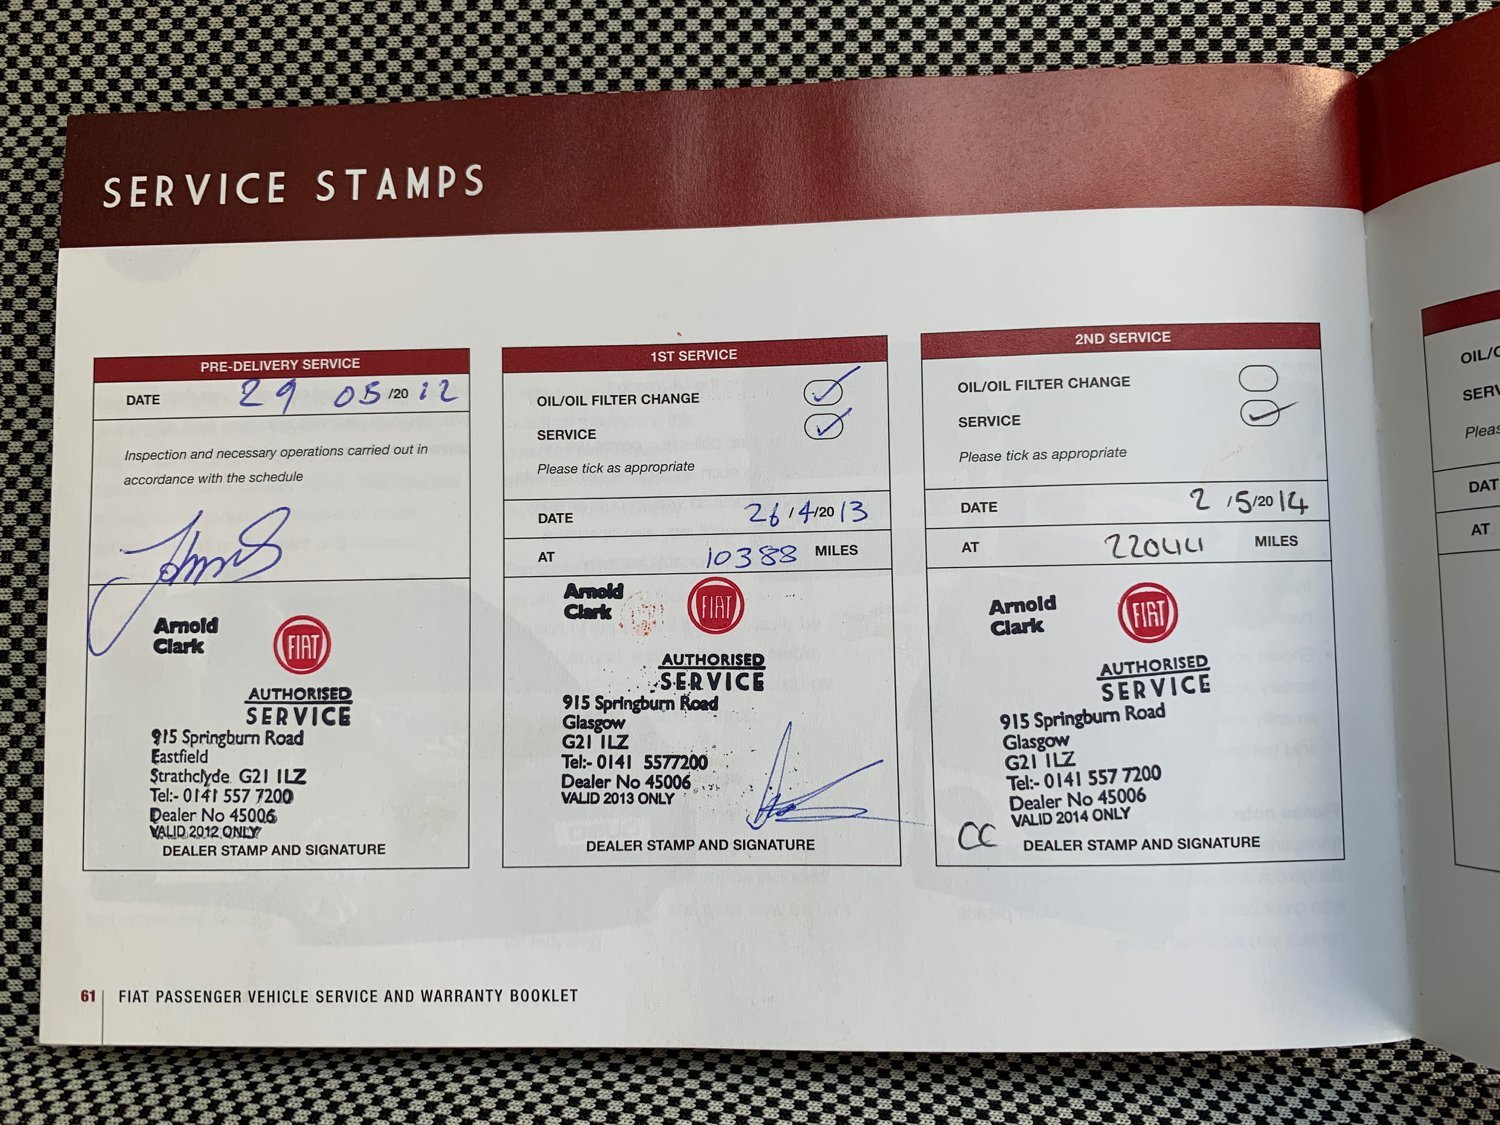 SERVICE STAMPS
PRE-DELIVERY SERVICE
DATE 29 05 /20 12
Inspection and necessary operations carried out in
accordance with the schedule
Arnold
Clark
FIAT
AUTHORISED
SERVICE
915 Springburn Road
Eastfield
Strathclyde G21 1LZ
Tel:- 0141 557 7200
Dealer No 45006
VALID 2012 ONLY
DEALER STAMP AND SIGNATURE
1ST SERVICE
OIL/OIL FILTER CHANGE
SERVICE
Please tick as appropriate
DATE 26 / 4 /20 13
AT 10388 MILES
Arnold
Clark
FIAT
AUTHORISED
SERVICE
915 Springburn Road
Glasgow
G21 1LZ
Tel:- 0141 5577200
Dealer No 45006
VALID 2013 ONLY
DEALER STAMP AND SIGNATURE
2ND SERVICE
OIL/OIL FILTER CHANGE
SERVICE
Please tick as appropriate
DATE 2 /5/20 14
AT 22044 MILES
Arnold
Clark
FIAT
AUTHORISED
SERVICE
915 Springburn Road
Glasgow
G21 1LZ
Tel:- 0141 557 7200
Dealer No 45006
VALID 2014 ONLY
CC
DEALER STAMP AND SIGNATURE
OIL/
SERV
Pleas
DAT
AT
61 FIAT PASSENGER VEHICLE SERVICE AND WARRANTY BOOKLET